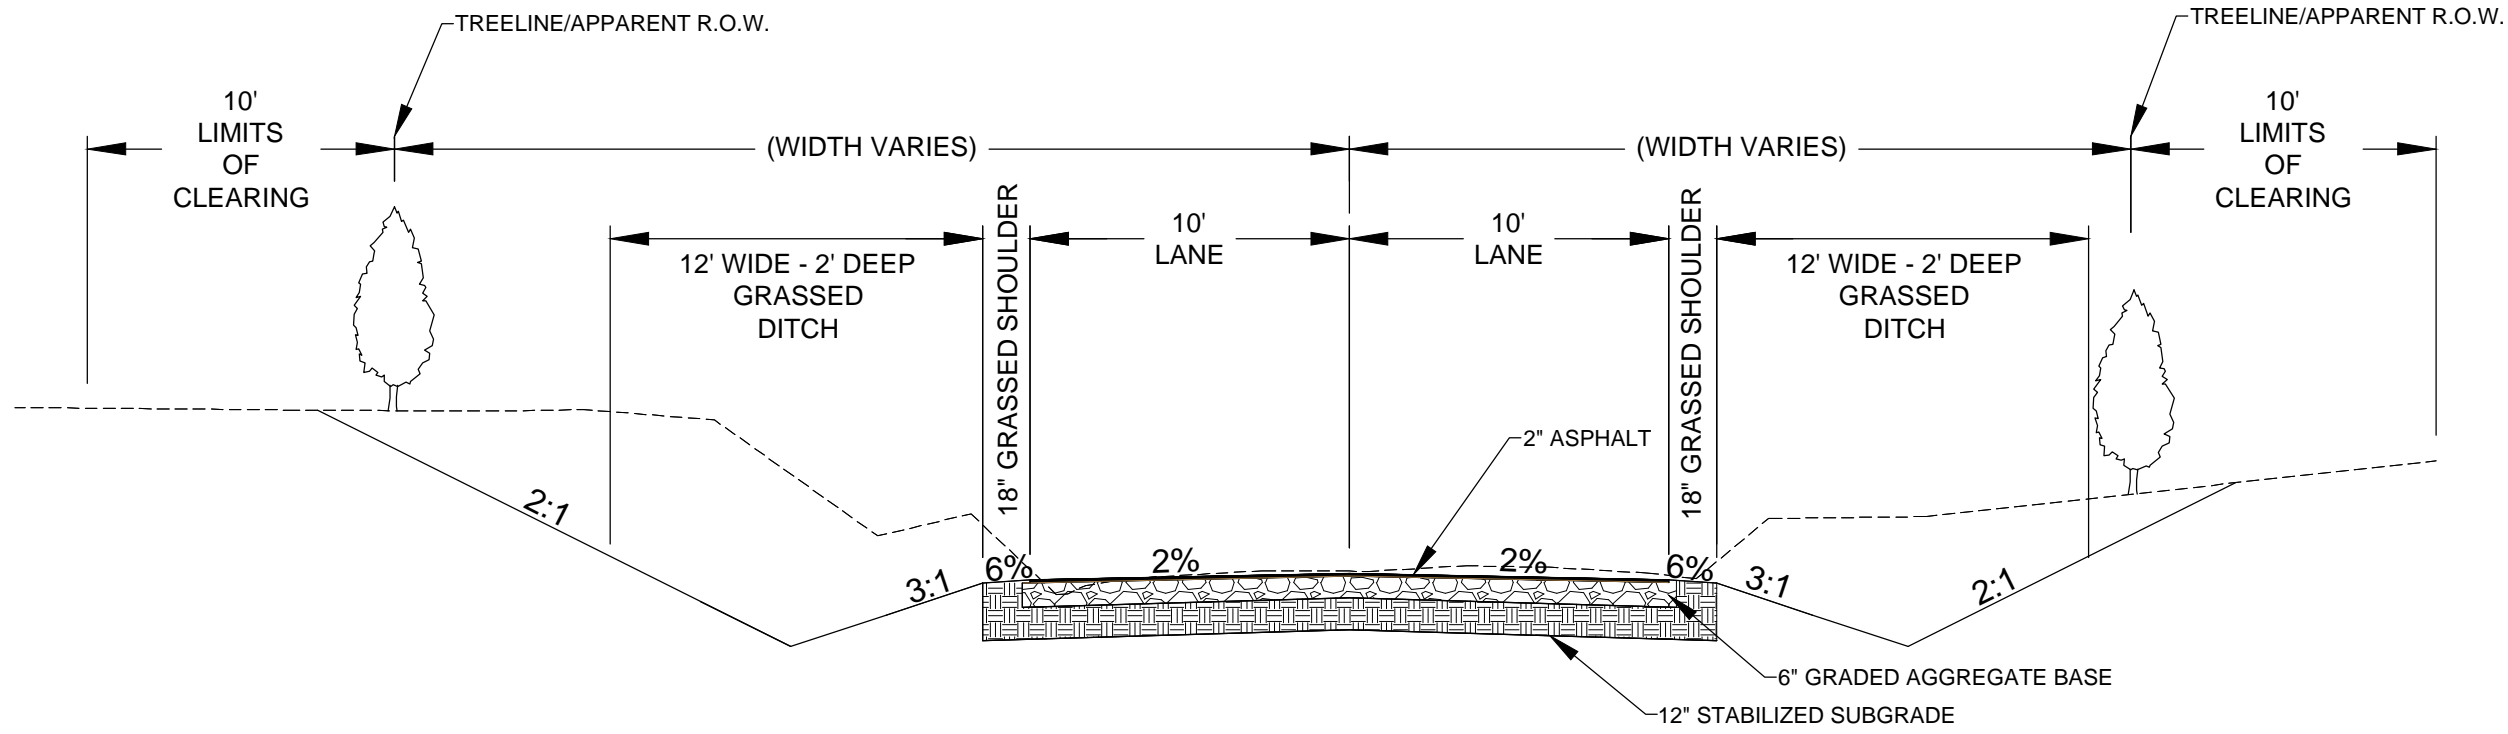 TREELINE/APPARENT R.O.W.
TREELINE/APPARENT R.O.W.
10'
LIMITS
OF
CLEARING
(WIDTH VARIES)
(WIDTH VARIES)
10'
LIMITS
OF
CLEARING
12' WIDE - 2' DEEP
GRASSED
DITCH
18" GRASSED SHOULDER
10'
LANE
10'
LANE
18" GRASSED SHOULDER
12' WIDE - 2' DEEP
GRASSED
DITCH
2" ASPHALT
2:1
3:1
6%
2%
2%
6%
3:1
2:1
6" GRADED AGGREGATE BASE
12" STABILIZED SUBGRADE